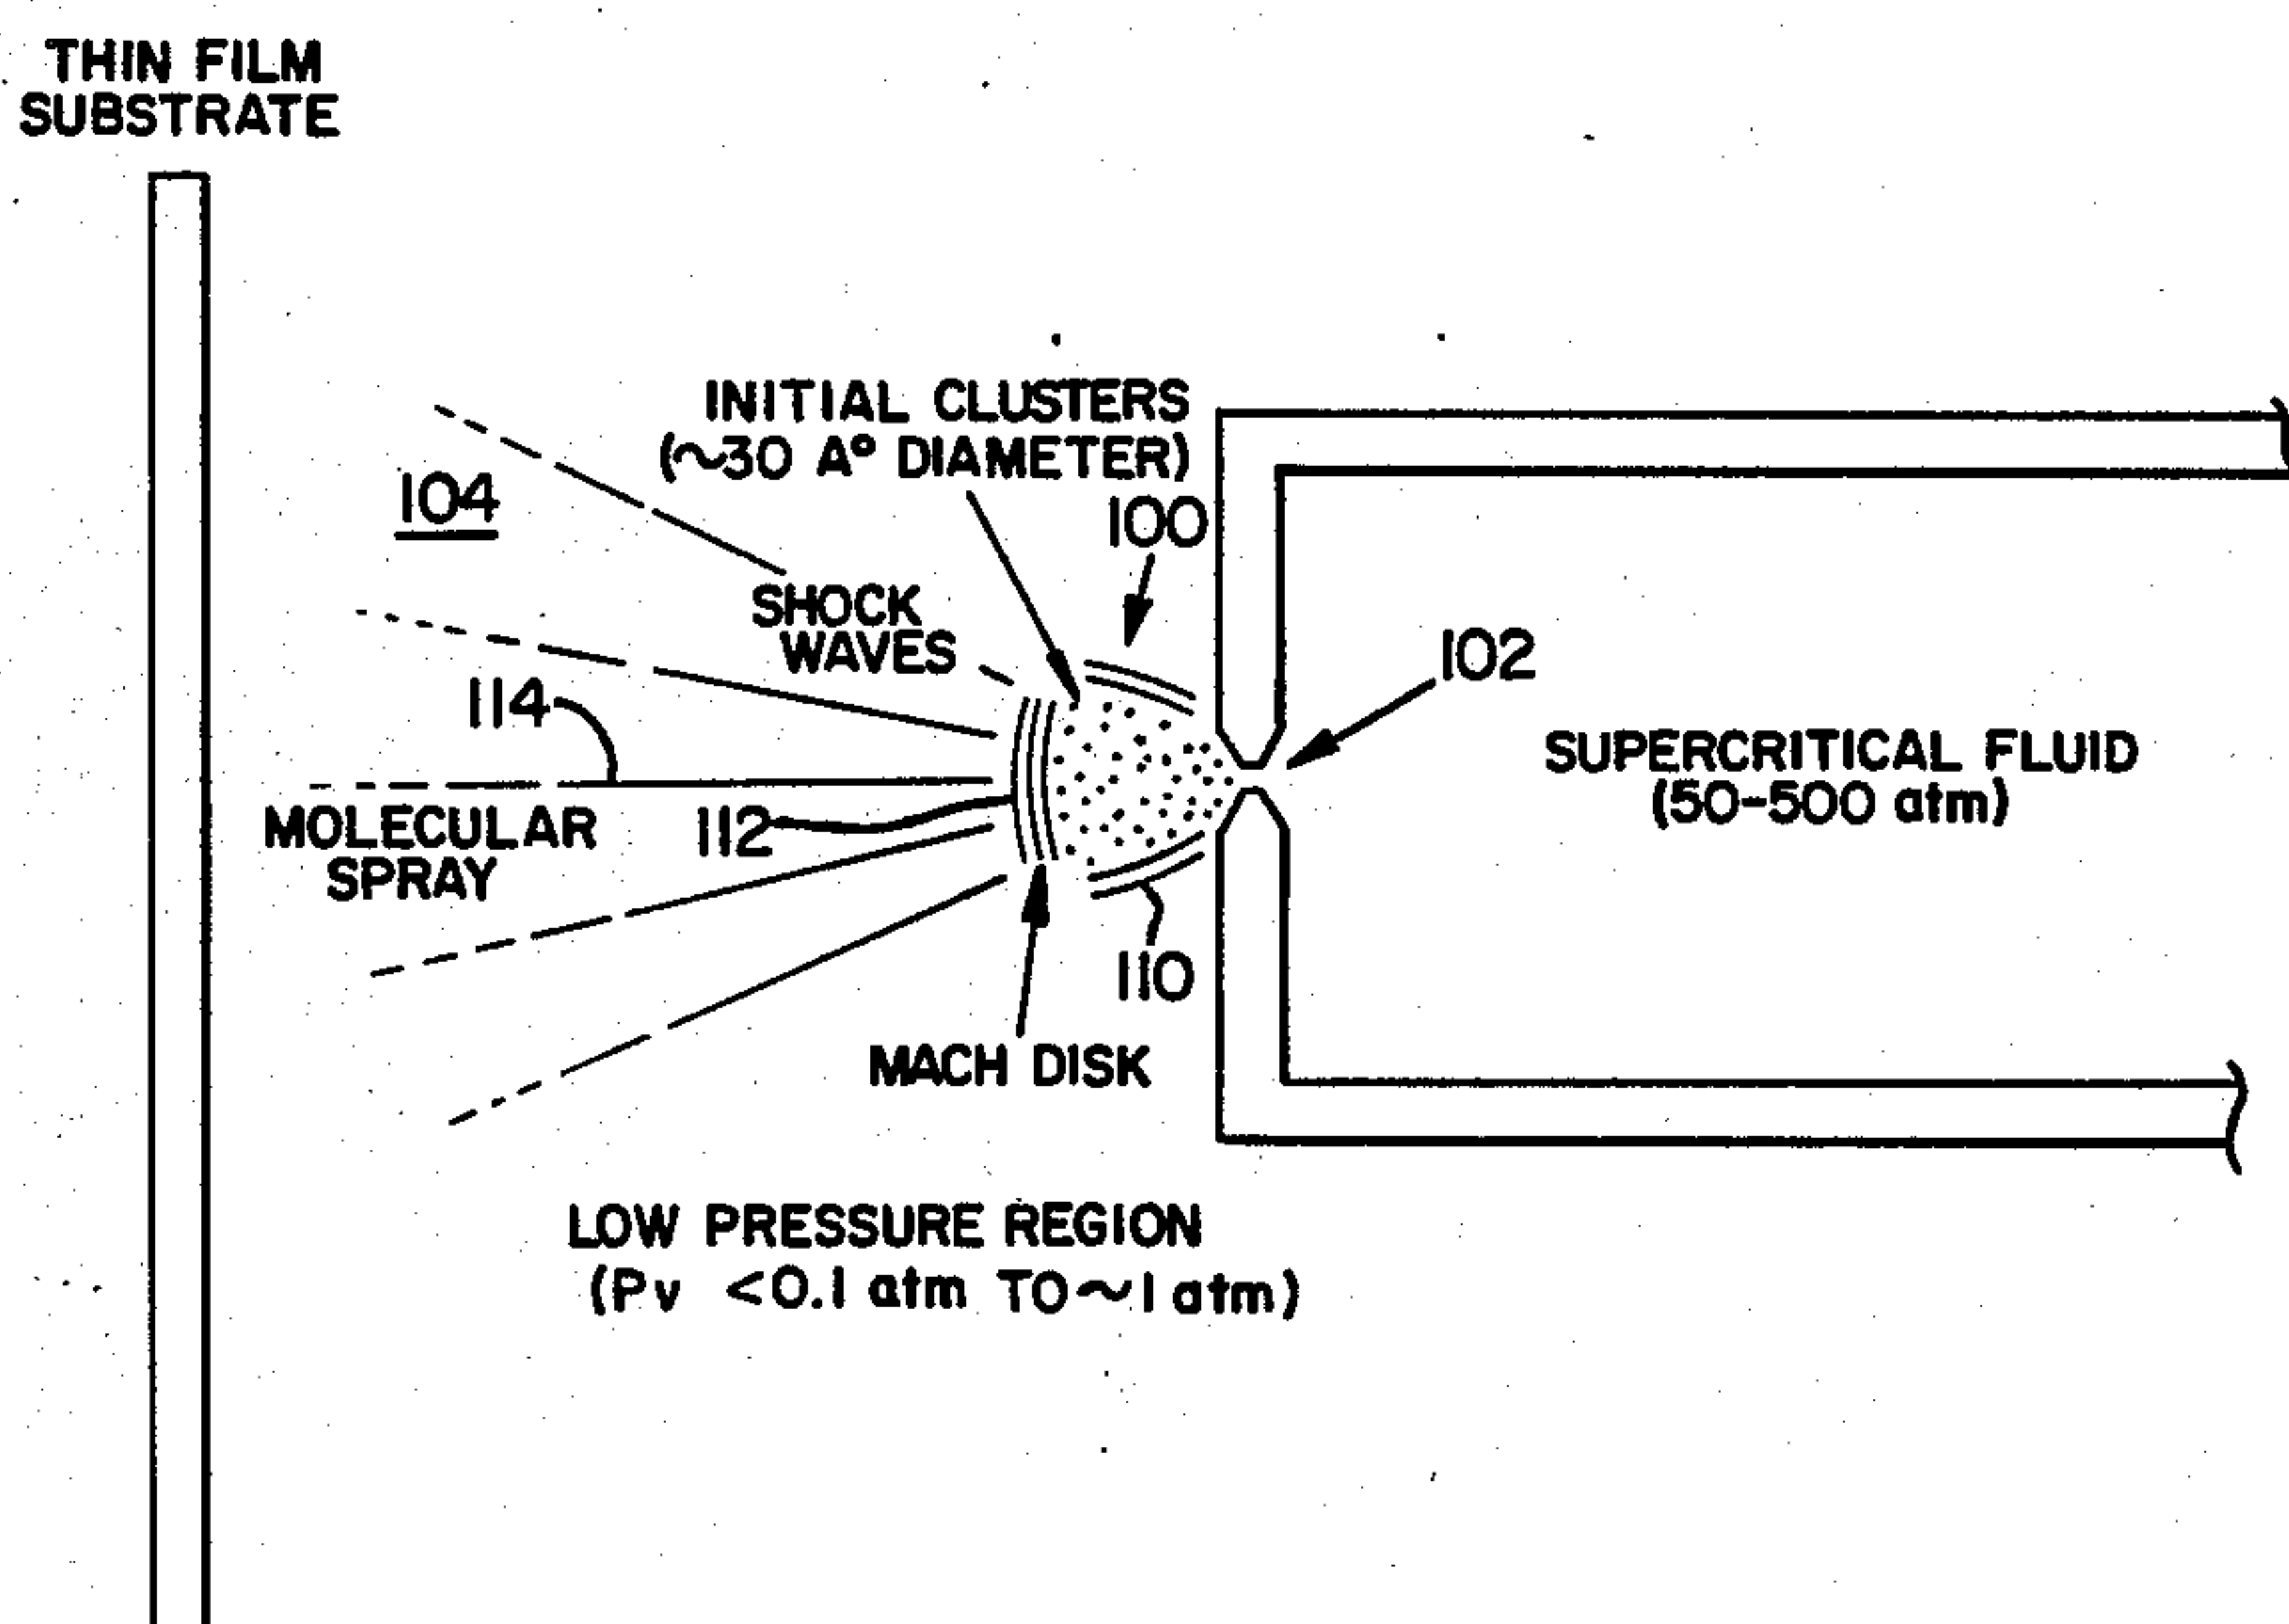 THIN FILM
SUBSTRATE
INITIAL CLUSTERS
(~30 A° DIAMETER)
104
100
SHOCK
WAVES
102
114
SUPERCRITICAL FLUID
(50-500 atm)
MOLECULAR
SPRAY
112
110
MACH DISK
LOW PRESSURE REGION
(Pv <0.1 atm TO ~1 atm)